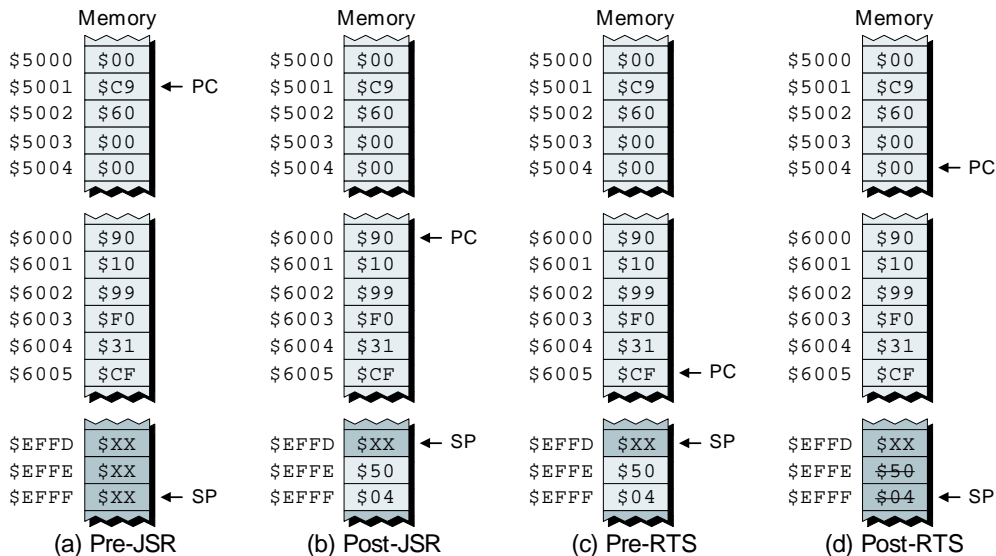 Memory Memory Memory Memory
$5000 $00 $5000 $00 $5000 $00 $5000 $00
$5001 $C9 PC $5001 $C9 $5001 $C9 $5001 $C9
$5002 $60 $5002 $60 $5002 $60 $5002 $60
$5003 $00 $5003 $00 $5003 $00 $5003 $00
$5004 $00 $5004 $00 $5004 $00 $5004 $00 PC
$6000 $90 $6000 $90 PC $6000 $90 $6000 $90
$6001 $10 $6001 $10 $6001 $10 $6001 $10
$6002 $99 $6002 $99 $6002 $99 $6002 $99
$6003 $F0 $6003 $F0 $6003 $F0 $6003 $F0
$6004 $31 $6004 $31 $6004 $31 $6004 $31
$6005 $CF $6005 $CF $6005 $CF PC $6005 $CF
$EFFD $XX $EFFD $XX SP $EFFD $XX SP $EFFD $XX
$EFFE $XX $EFFE $50 $EFFE $50 $EFFE $50
$EFFF $XX SP $EFFF $04 $EFFF $04 $EFFF $04 SP
(a) Pre-JSR (b) Post-JSR (c) Pre-RTS (d) Post-RTS